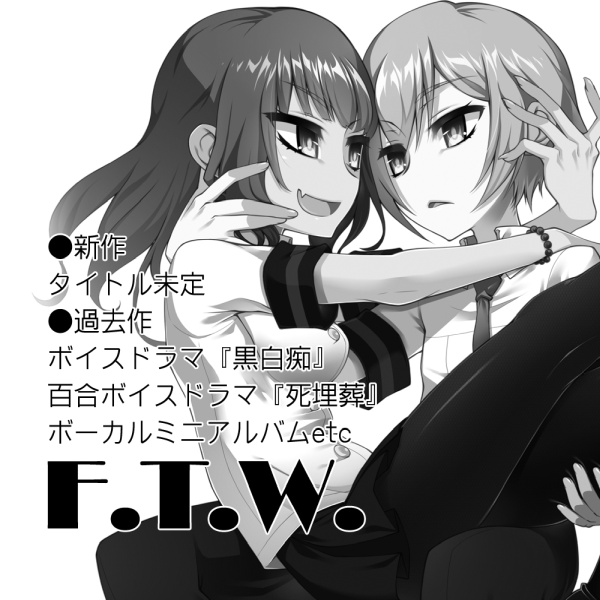 ●新作
タイトル未定
●過去作
ボイスドラマ『黒白痴』
百合ボイスドラマ『死埋葬』
ボーカルミニアルバムetc
F.T.W.